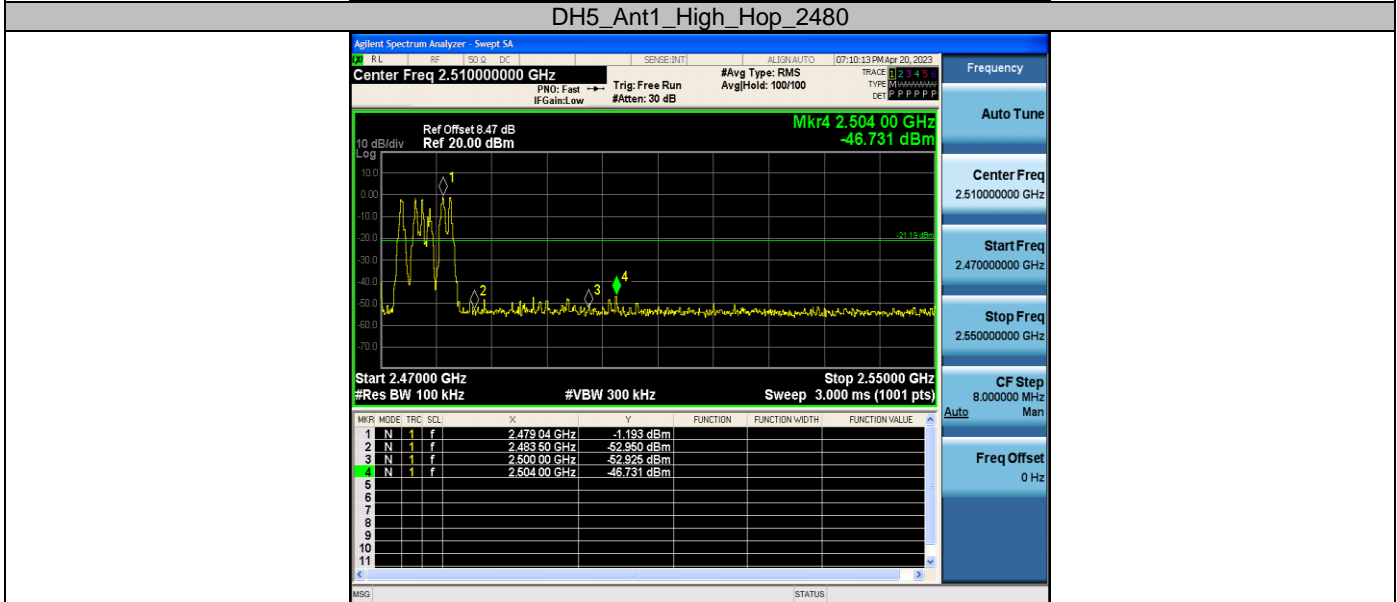 DH5_Ant1_High_Hop_2480
Agilent Spectrum Analyzer - Swept SA
RL RF 50 Ω DC SENSE:INT ALIGNAUTO 07:10:13 PM Apr 20, 2023
Center Freq 2.510000000 GHz
PNO: Fast
IFGain:Low
Trig: Free Run
#Atten: 30 dB
#Avg Type: RMS
Avg|Hold: 100/100
TRACE 1 2 3 4 5 6
TYPE M W W W W W
DET P P P P P P
Ref Offset 8.47 dB
10 dB/div Ref 20.00 dBm
Log
Mkr4 2.504 00 GHz
-46.731 dBm
10.0
0.00
-10.0
-20.0
-30.0
-40.0
-50.0
-60.0
-70.0
1
2
3
4
-21.19 dBm
Start 2.47000 GHz Stop 2.55000 GHz
#Res BW 100 kHz #VBW 300 kHz Sweep 3.000 ms (1001 pts)
MKR MODE TRC SCL X Y FUNCTION FUNCTION WIDTH FUNCTION VALUE
1 N 1 f 2.479 04 GHz -1.193 dBm
2 N 1 f 2.483 50 GHz -52.950 dBm
3 N 1 f 2.500 00 GHz -52.925 dBm
4 N 1 f 2.504 00 GHz -46.731 dBm
5
6
7
8
9
10
11
MSG STATUS
Frequency
Auto Tune
Center Freq
2.510000000 GHz
Start Freq
2.470000000 GHz
Stop Freq
2.550000000 GHz
CF Step
8.000000 MHz
Auto Man
Freq Offset
0 Hz